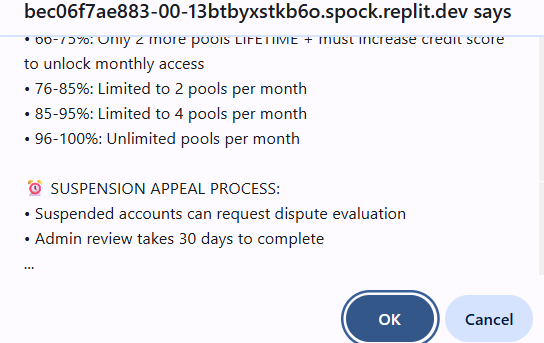 bec06f7ae883-00-13btbyxstkb6o.spock.replit.dev says
• 66-75%: Only 2 more pools LIFETIME + must increase credit score
to unlock monthly access
• 76-85%: Limited to 2 pools per month
• 85-95%: Limited to 4 pools per month
• 96-100%: Unlimited pools per month
⏰ SUSPENSION APPEAL PROCESS:
• Suspended accounts can request dispute evaluation
• Admin review takes 30 days to complete
...
OK Cancel